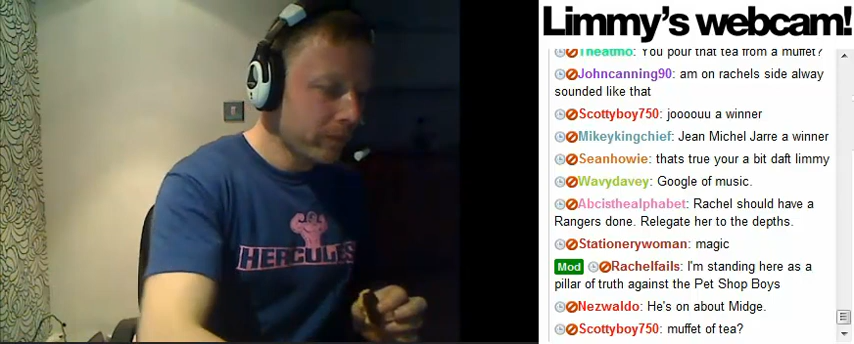 Limmy's webcam!
Theatmo: You pour that tea from a muffet?
Johncanning90: am on rachels side alway
sounded like that
Scottyboy750: joooouu a winner
Mikeykingchief: Jean Michel Jarre a winner
Seanhowie: thats true your a bit daft limmy
Wavydavey: Google of music.
Abcisthealphabet: Rachel should have a
Rangers done. Relegate her to the depths.
Stationerywoman: magic
Mod Rachelfails: I'm standing here as a
pillar of truth against the Pet Shop Boys
Nezwaldo: He's on about Midge.
Scottyboy750: muffet of tea?
HERCULES